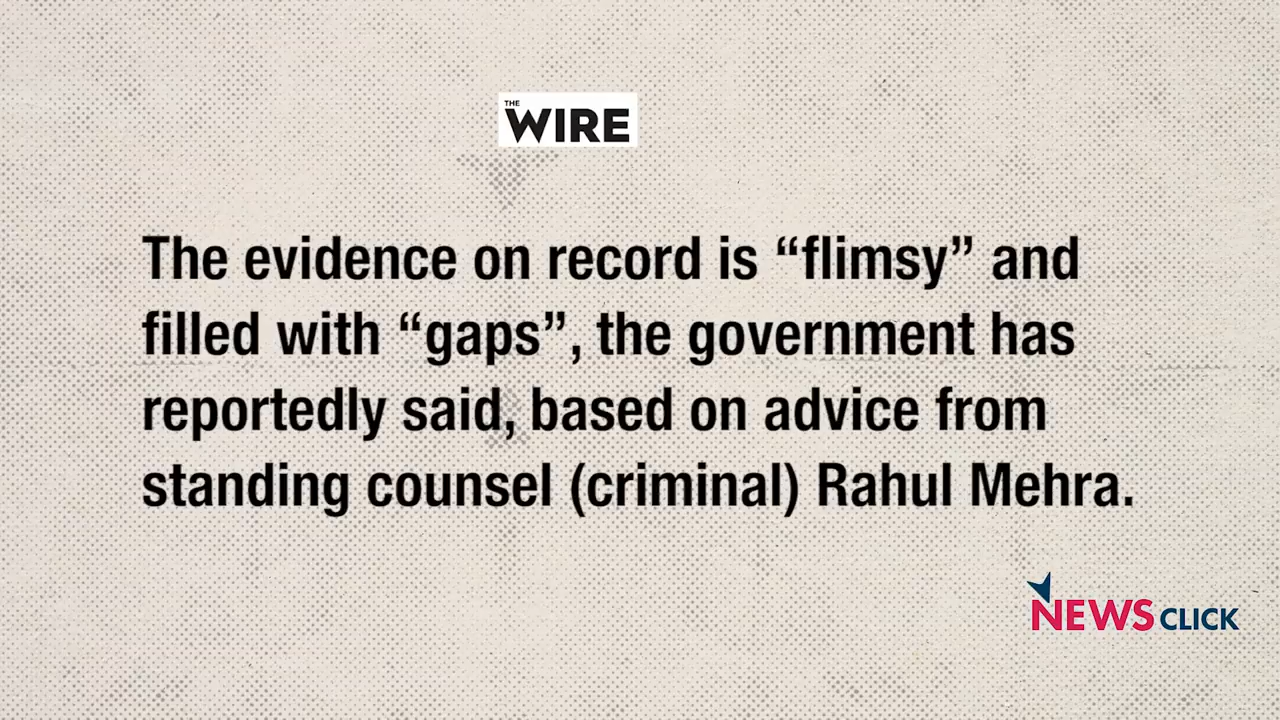 THE
WIRE
The evidence on record is “flimsy” and
filled with “gaps”, the government has
reportedly said, based on advice from
standing counsel (criminal) Rahul Mehra.
NEWSCLICK